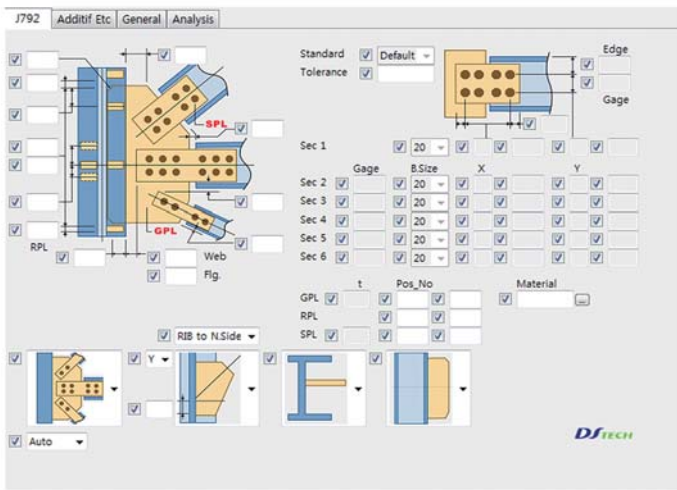 J792 Additif Etc General Analysis
Standard Default
Tolerance
Edge
Gage
SPL
GPL
RPL
Web
Flg.
Sec 1 20
Gage B.Size X Y
Sec 2 20
Sec 3 20
Sec 4 20
Sec 5 20
Sec 6 20
t Pos_No Material
GPL ...
RPL
SPL
RIB to N.Side
Y
Auto
DSTECH